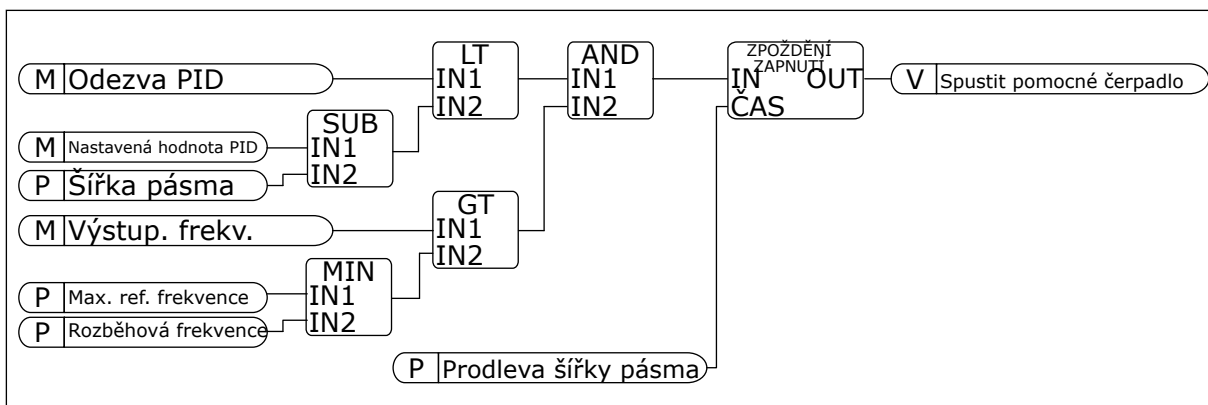 M Odezva PID
LT
IN1
IN2
AND
IN1
IN2
ZPOŽDĚNÍ
ZAPNUTÍ
IN OUT
ČAS
V Spustit pomocné čerpadlo
M Nastavená hodnota PID
P Šířka pásma
SUB
IN1
IN2
M Výstup. frekv.
GT
IN1
IN2
P Max. ref. frekvence
P Rozběhová frekvence
MIN
IN1
IN2
P Prodleva šířky pásma